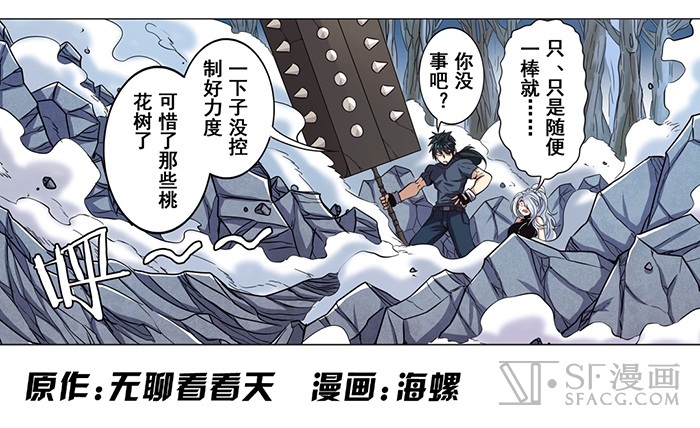 只、只是随便
一棒就……
你没
事吧？
一下子没控
制好力度
可惜了那些桃
花树了
呼～～
原作：无聊看看天 漫画：海螺
SF漫画
SFACG.COM